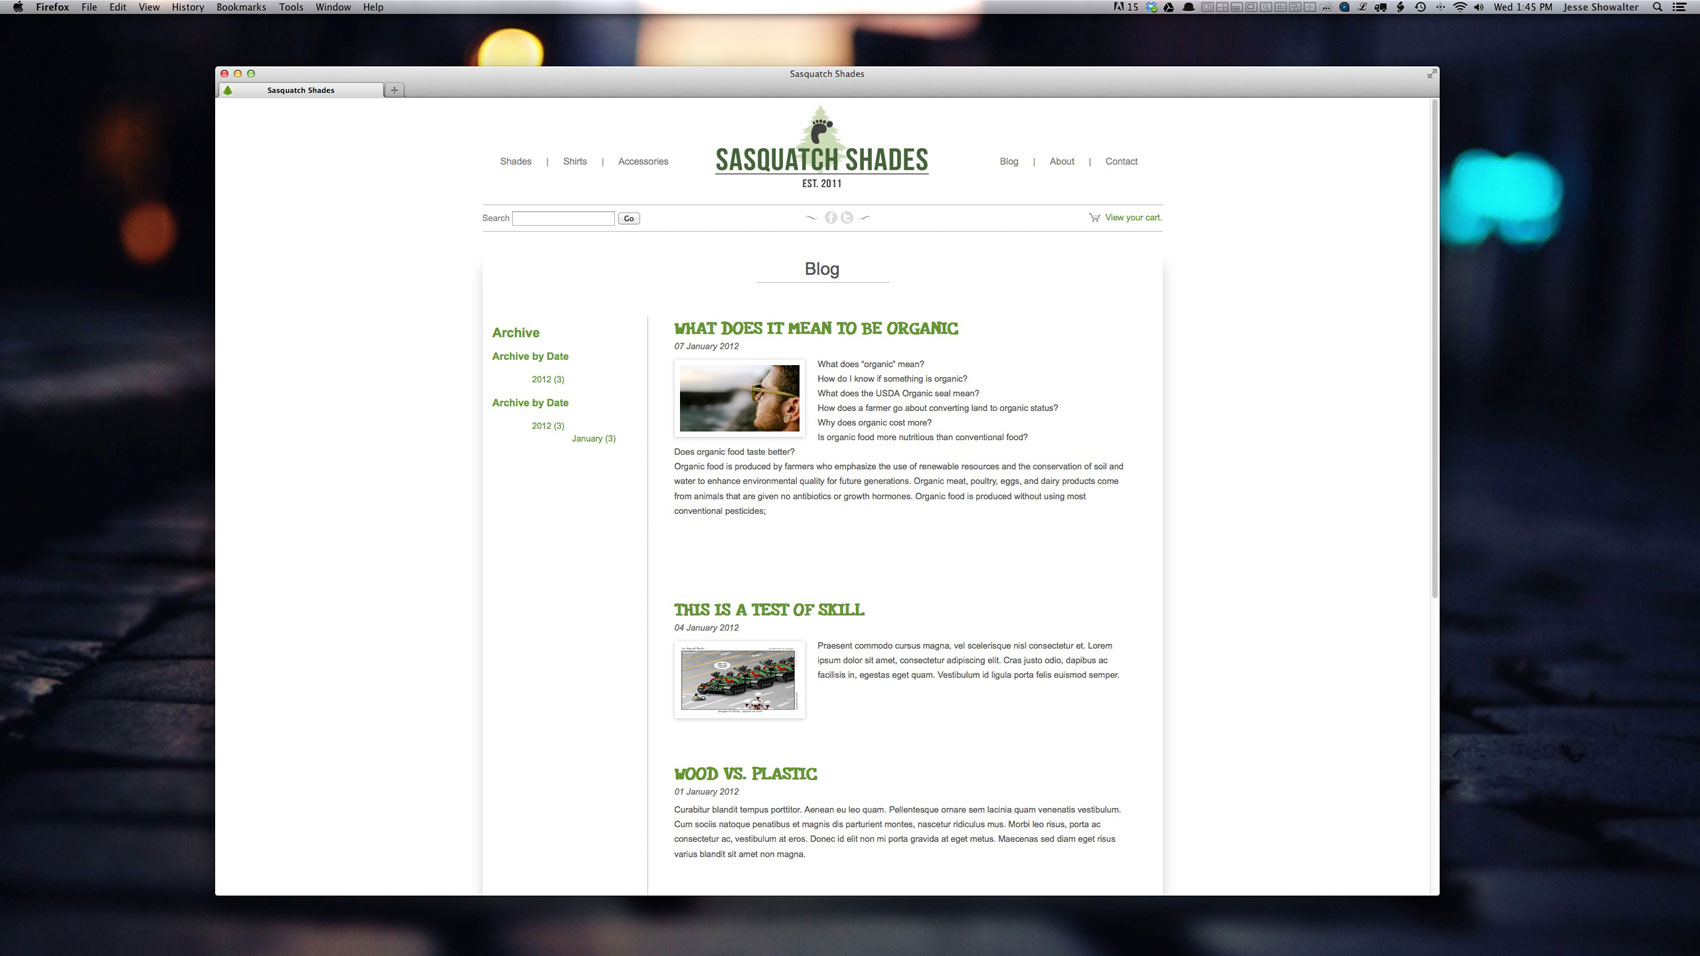 Firefox File Edit View History Bookmarks Tools Window Help
15
Wed 1:45 PM Jesse Showalter
Sasquatch Shades
Sasquatch Shades
Shades | Shirts | Accessories
SASQUATCH SHADES
EST. 2011
Blog | About | Contact
Search Go
View your cart.
Blog
Archive
Archive by Date
2012 (3)
Archive by Date
2012 (3)
January (3)
WHAT DOES IT MEAN TO BE ORGANIC
07 January 2012
What does “organic” mean?
How do I know if something is organic?
What does the USDA Organic seal mean?
How does a farmer go about converting land to organic status?
Why does organic cost more?
Is organic food more nutritious than conventional food?
Does organic food taste better?
Organic food is produced by farmers who emphasize the use of renewable resources and the conservation of soil and
water to enhance environmental quality for future generations. Organic meat, poultry, eggs, and dairy products come
from animals that are given no antibiotics or growth hormones. Organic food is produced without using most
conventional pesticides;
THIS IS A TEST OF SKILL
04 January 2012
Praesent commodo cursus magna, vel scelerisque nisl consectetur et. Lorem
ipsum dolor sit amet, consectetur adipiscing elit. Cras justo odio, dapibus ac
facilisis in, egestas eget quam. Vestibulum id ligula porta felis euismod semper.
WOOD VS. PLASTIC
01 January 2012
Curabitur blandit tempus porttitor. Aenean eu leo quam. Pellentesque ornare sem lacinia quam venenatis vestibulum.
Cum sociis natoque penatibus et magnis dis parturient montes, nascetur ridiculus mus. Morbi leo risus, porta ac
consectetur ac, vestibulum at eros. Donec id elit non mi porta gravida at eget metus. Maecenas sed diam eget risus
varius blandit sit amet non magna.